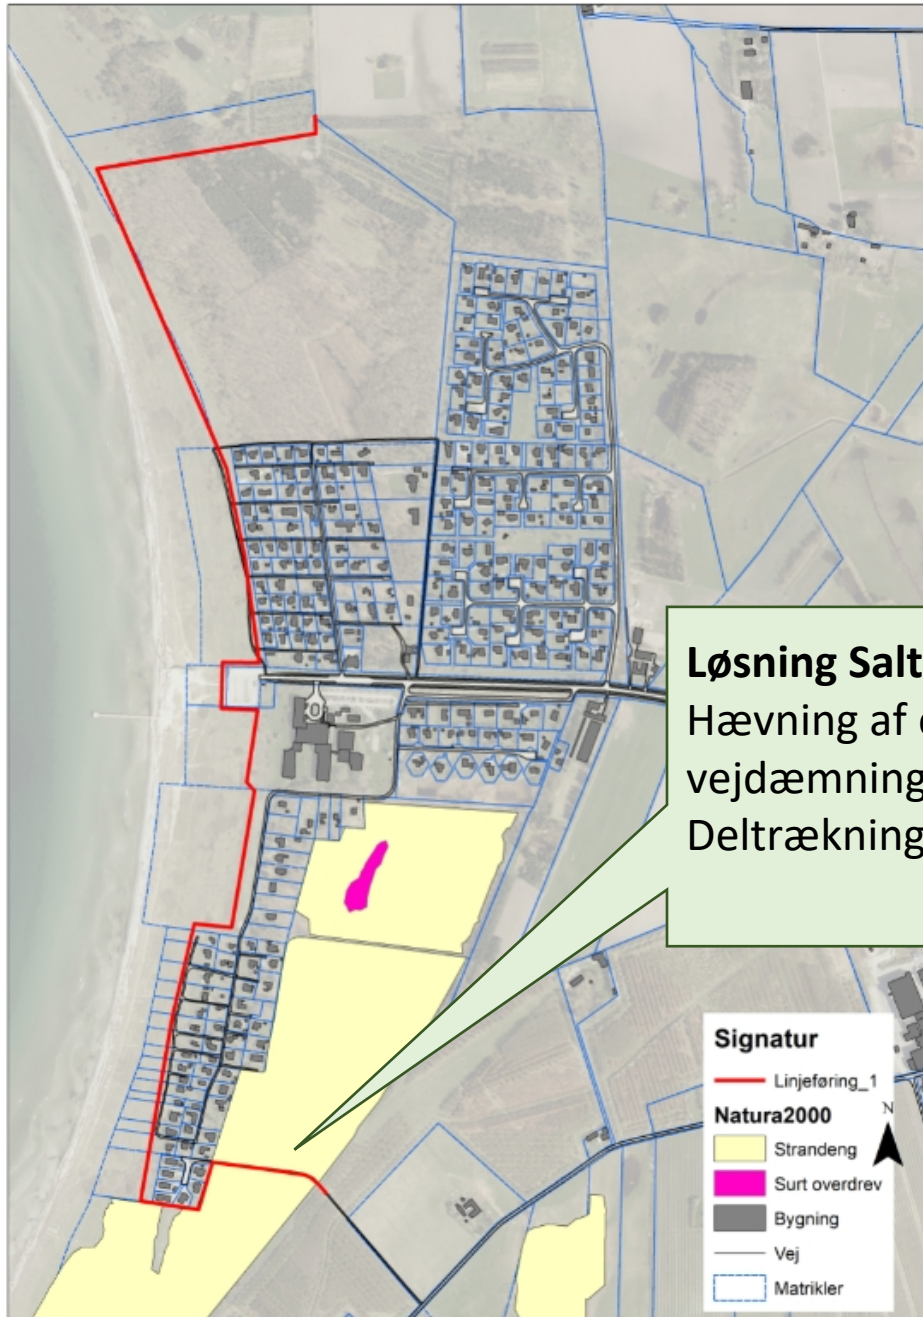 Løsning Salt
Hævning af
vejdæmning
Deltrækning
Signatur
Linjeføring_1
Natura2000
N
Strandeng
Surt overdrev
Bygning
Vej
Matrikler